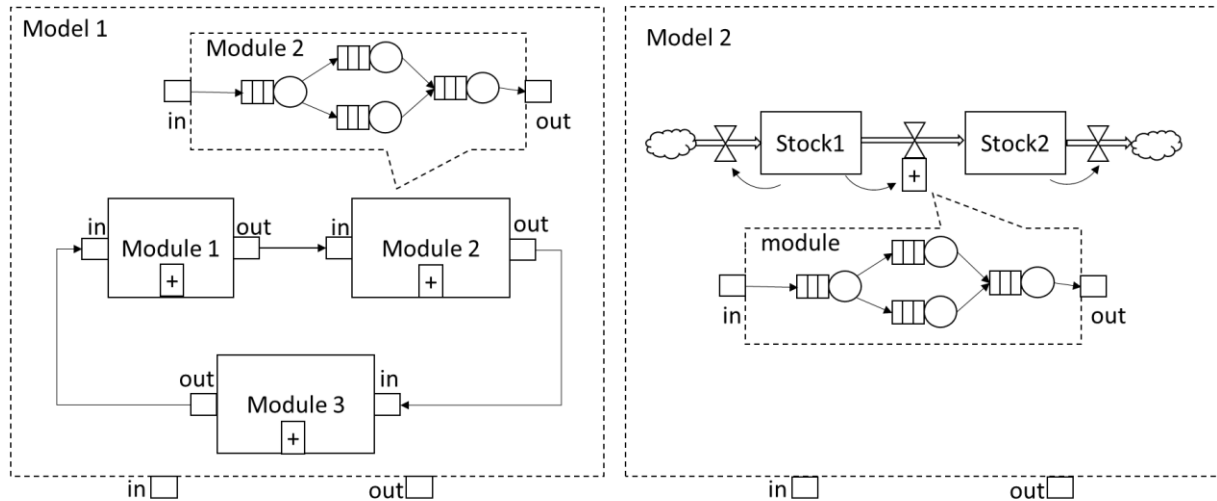 Model 1
Module 2
in
out
in
out
in
out
Module 1
+
Module 2
+
out
in
Module 3
+
in
out
Model 2
Stock1
Stock2
+
module
in
out
in
out